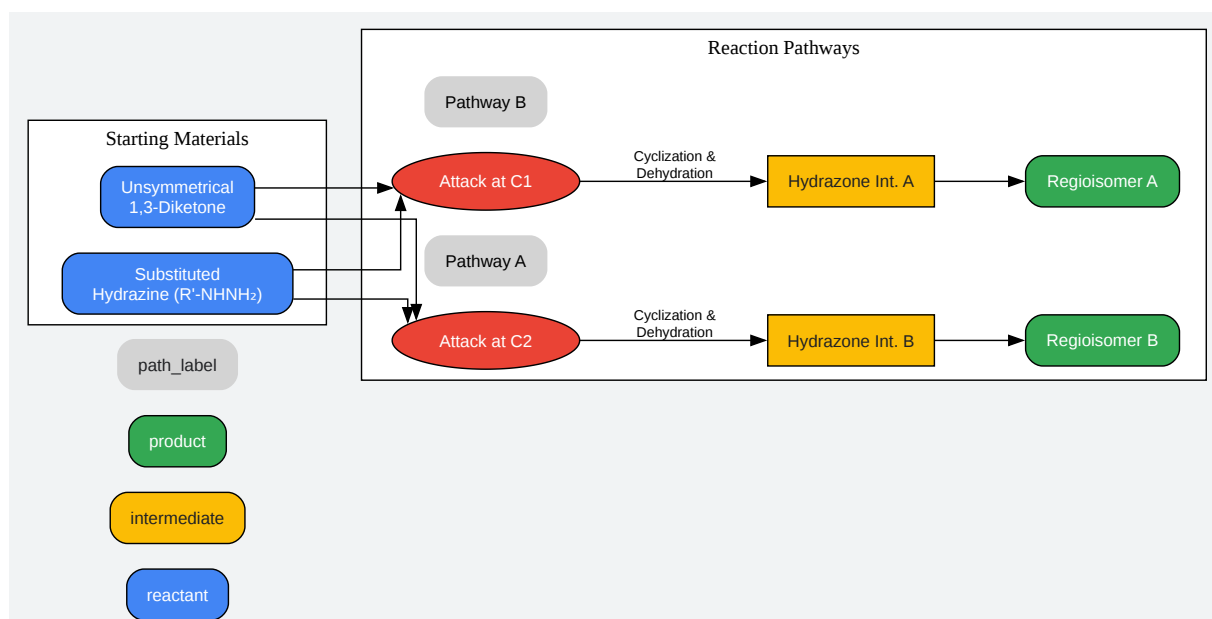 Reaction Pathways
Pathway B
Starting Materials
Unsymmetrical
1,3-Diketone
Attack at C1
Cyclization &
Dehydration
Hydrazone Int. A
Regioisomer A
Pathway A
Substituted
Hydrazine (R'-NHNH₂)
Attack at C2
Cyclization &
Dehydration
Hydrazone Int. B
Regioisomer B
path_label
product
intermediate
reactant